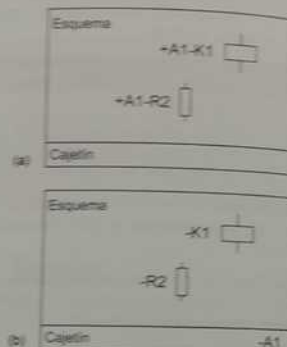 Esquema
+A1-K1
+A1-R2
(a) Cajetín
Esquema
-K1
-R2
(b) Cajetín -A1